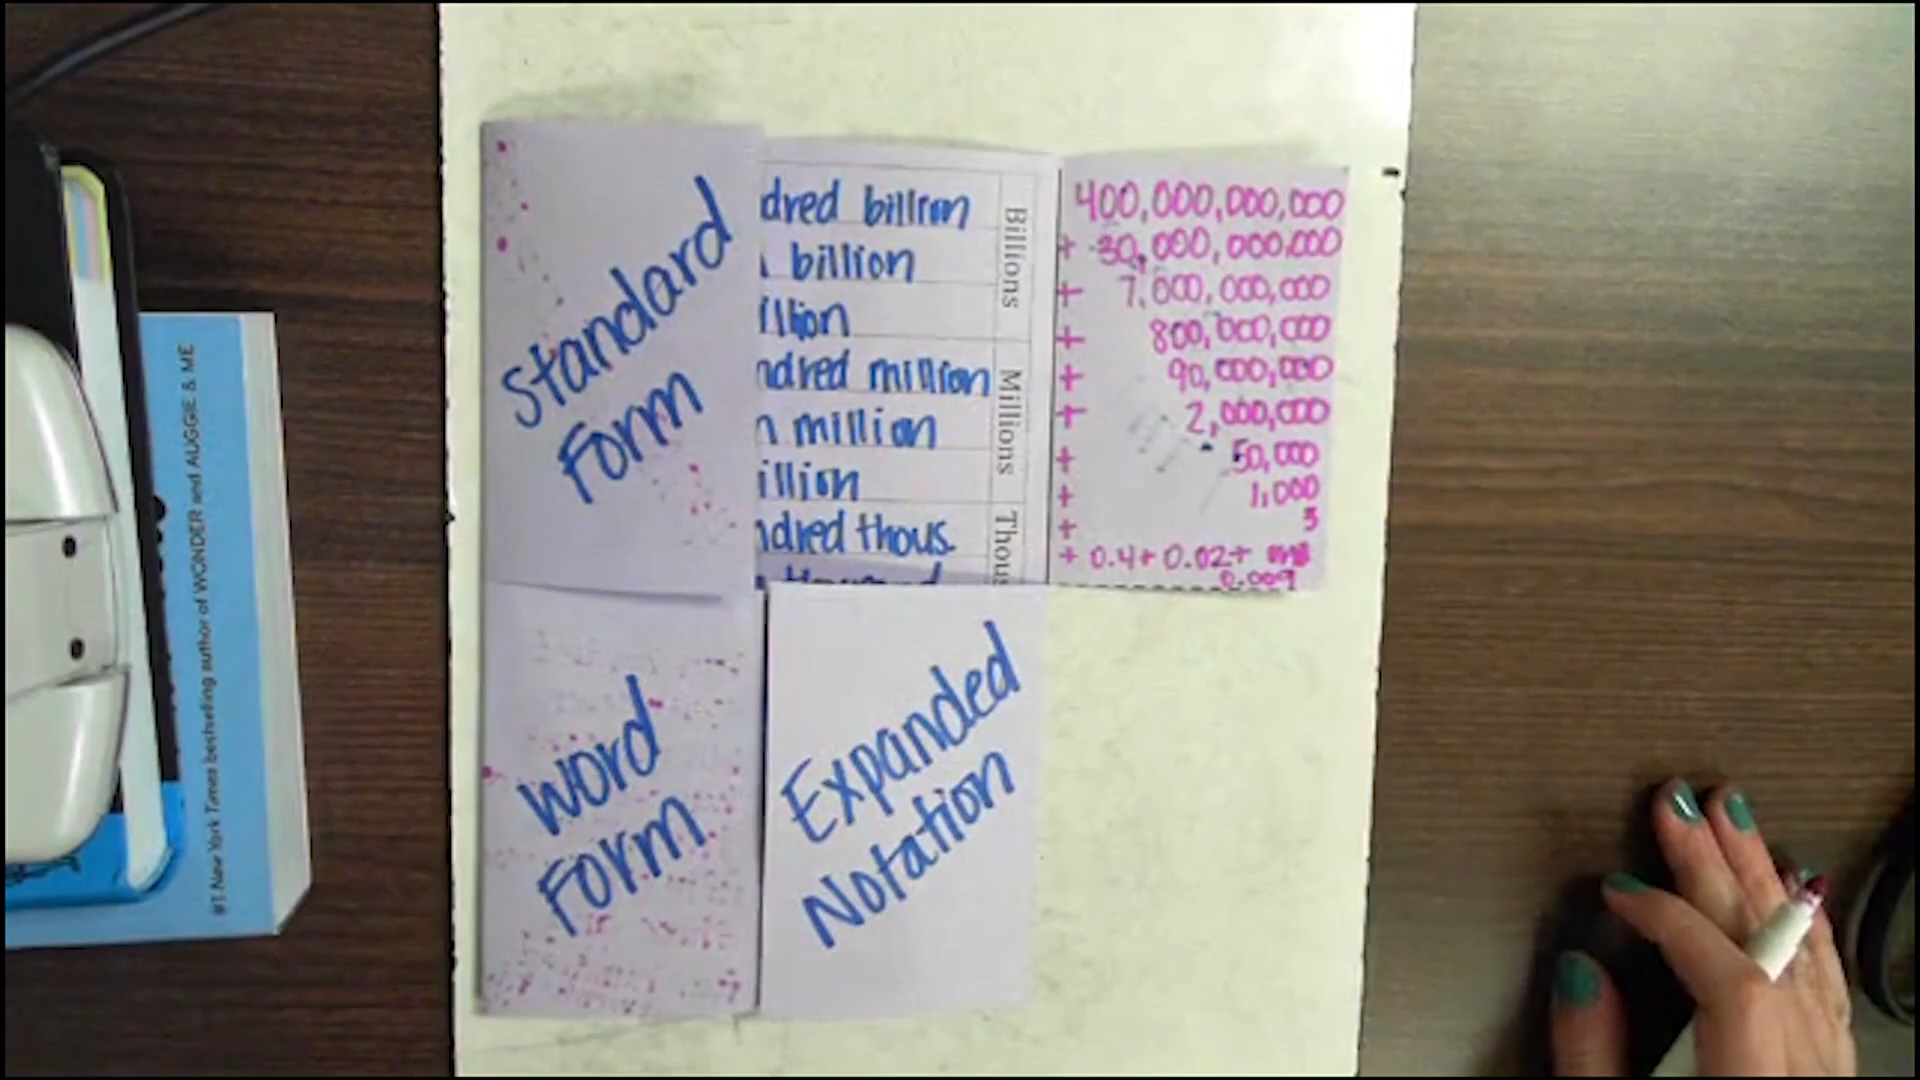 Standard
Form
dred billion
billion
illion
ndred million
n million
illion
ndred thous.
Billions
Millions
Thous
400,000,000,000
+ 30,000,000,000
+ 7,000,000,000
+ 800,000,000
+ 90,000,000
+ 2,000,000
+ 50,000
+ 1,000
+ 3
+ 0.4 + 0.02 +
0.009
Word
Form
Expanded
Notation
#1 New York Times bestselling author of WONDER and AUGGIE & ME